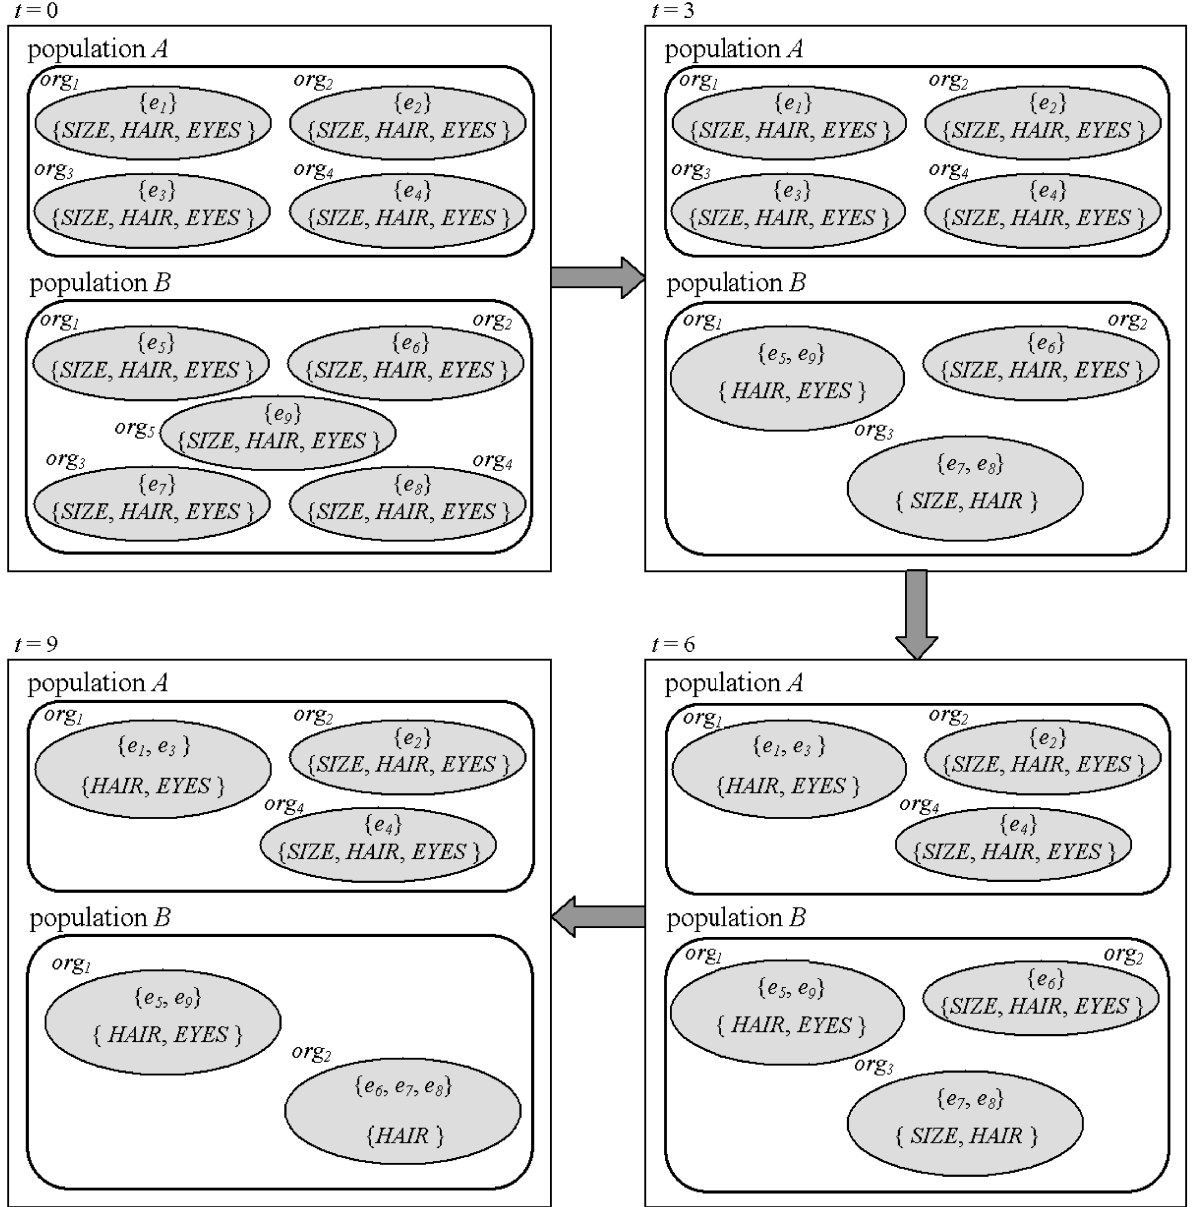 t = 0
population A
org1 org2
{e1} {e2}
{SIZE, HAIR, EYES } {SIZE, HAIR, EYES }
org3 org4
{e3} {e4}
{SIZE, HAIR, EYES } {SIZE, HAIR, EYES }
population B
org1 org2
{e5} {e6}
{SIZE, HAIR, EYES } {SIZE, HAIR, EYES }
{e9}
org5
{SIZE, HAIR, EYES }
org3 org4
{e7} {e8}
{SIZE, HAIR, EYES } {SIZE, HAIR, EYES }
t = 3
population A
org1 org2
{e1} {e2}
{SIZE, HAIR, EYES } {SIZE, HAIR, EYES }
org3 org4
{e3} {e4}
{SIZE, HAIR, EYES } {SIZE, HAIR, EYES }
population B
org1 org2
{e5, e9} {e6}
{ HAIR, EYES } {SIZE, HAIR, EYES }
org3
{e7, e8}
{ SIZE, HAIR }
t = 6
population A
org1 org2
{e1, e3 } {e2}
{HAIR, EYES } {SIZE, HAIR, EYES }
org4
{e4}
{SIZE, HAIR, EYES }
population B
org1 org2
{e5, e9} {e6}
{ HAIR, EYES } {SIZE, HAIR, EYES }
org3
{e7, e8}
{ SIZE, HAIR }
t = 9
population A
org1 org2
{e1, e3 } {e2}
{HAIR, EYES } {SIZE, HAIR, EYES }
org4
{e4}
{SIZE, HAIR, EYES }
population B
org1
{e5, e9}
{ HAIR, EYES }
org2
{e6, e7, e8}
{HAIR }